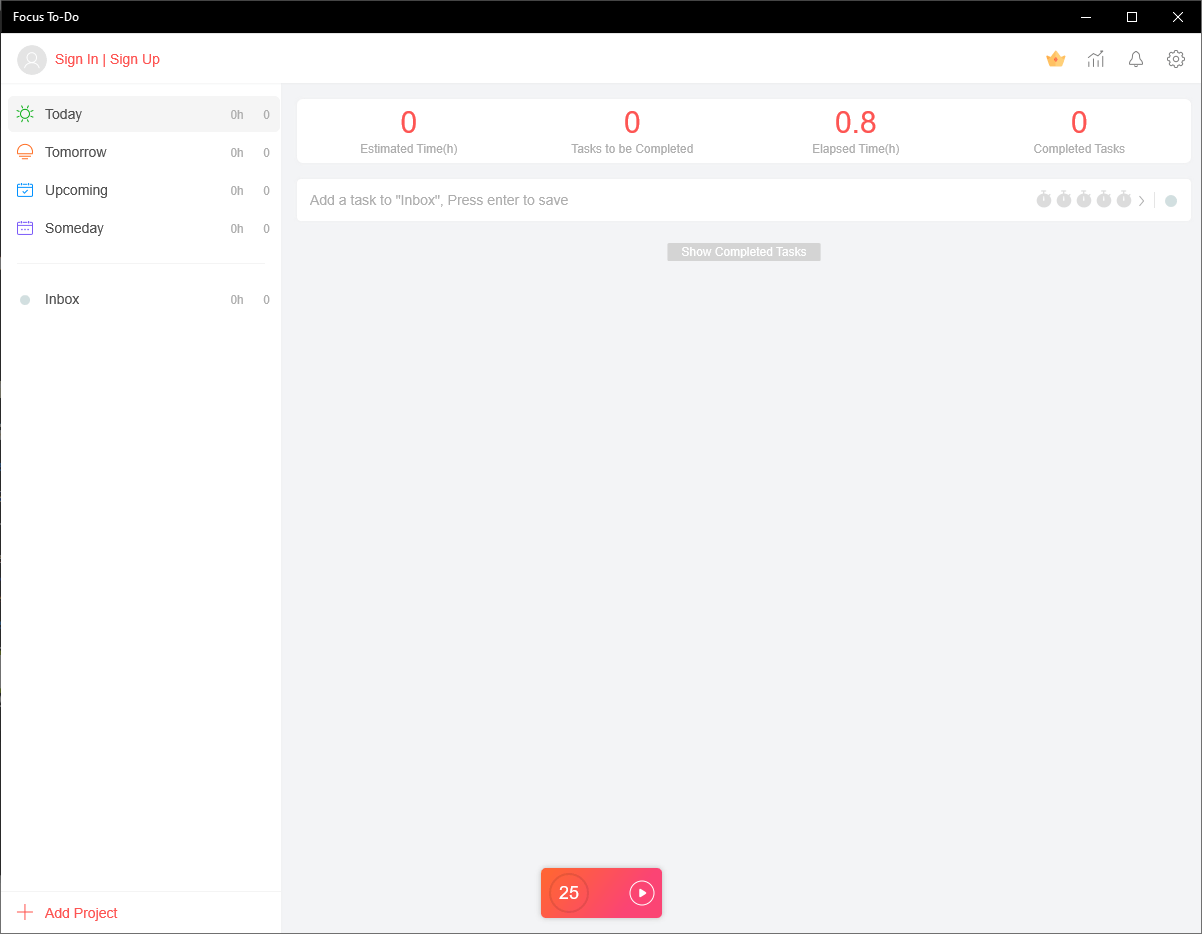 Focus To-Do
Sign In | Sign Up
Today 0h 0
Tomorrow 0h 0
Upcoming 0h 0
Someday 0h 0
Inbox 0h 0
Add Project
0 0 0.8 0
Estimated Time(h) Tasks to be Completed Elapsed Time(h) Completed Tasks
Add a task to "Inbox", Press enter to save
Show Completed Tasks
25